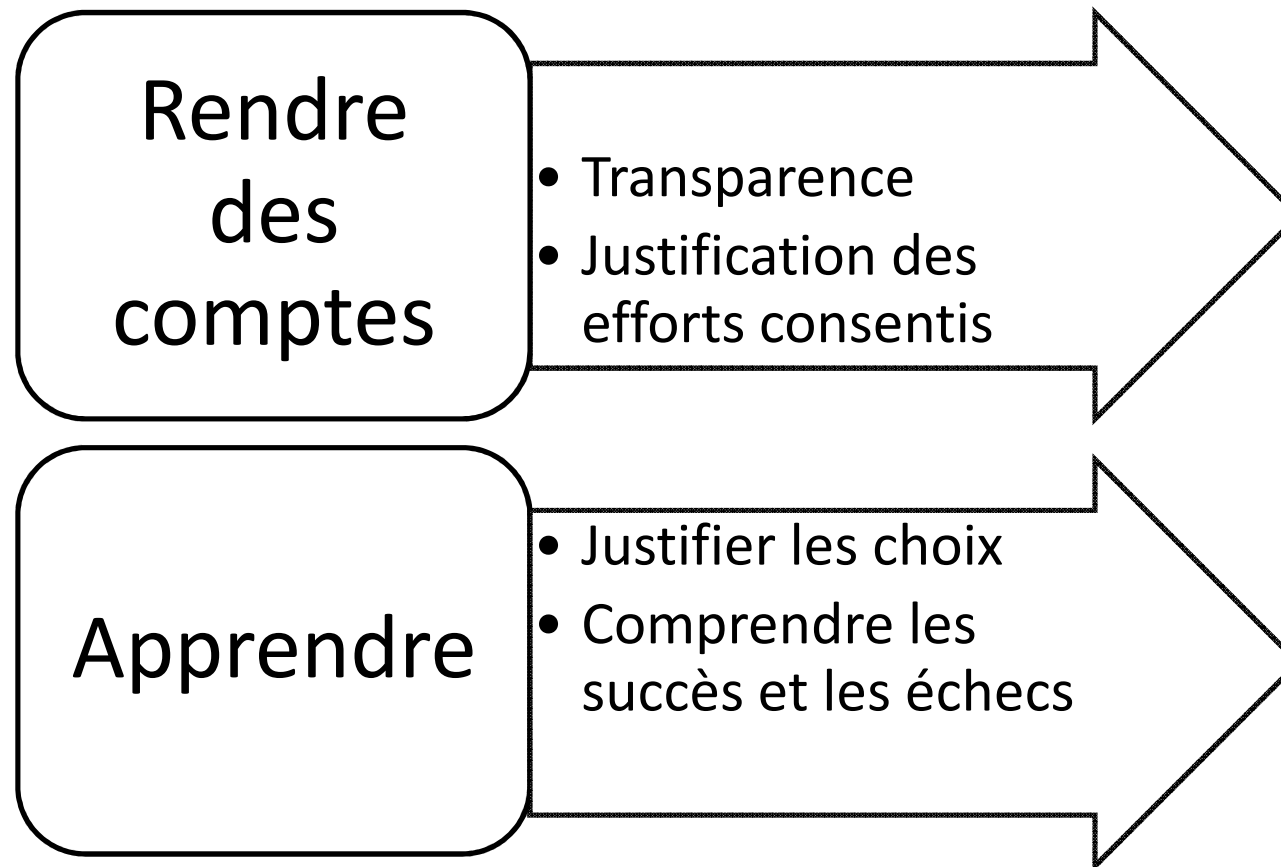 Rendre
des
comptes
• Transparence
• Justification des
efforts consentis
Apprendre
• Justifier les choix
• Comprendre les
succès et les échecs